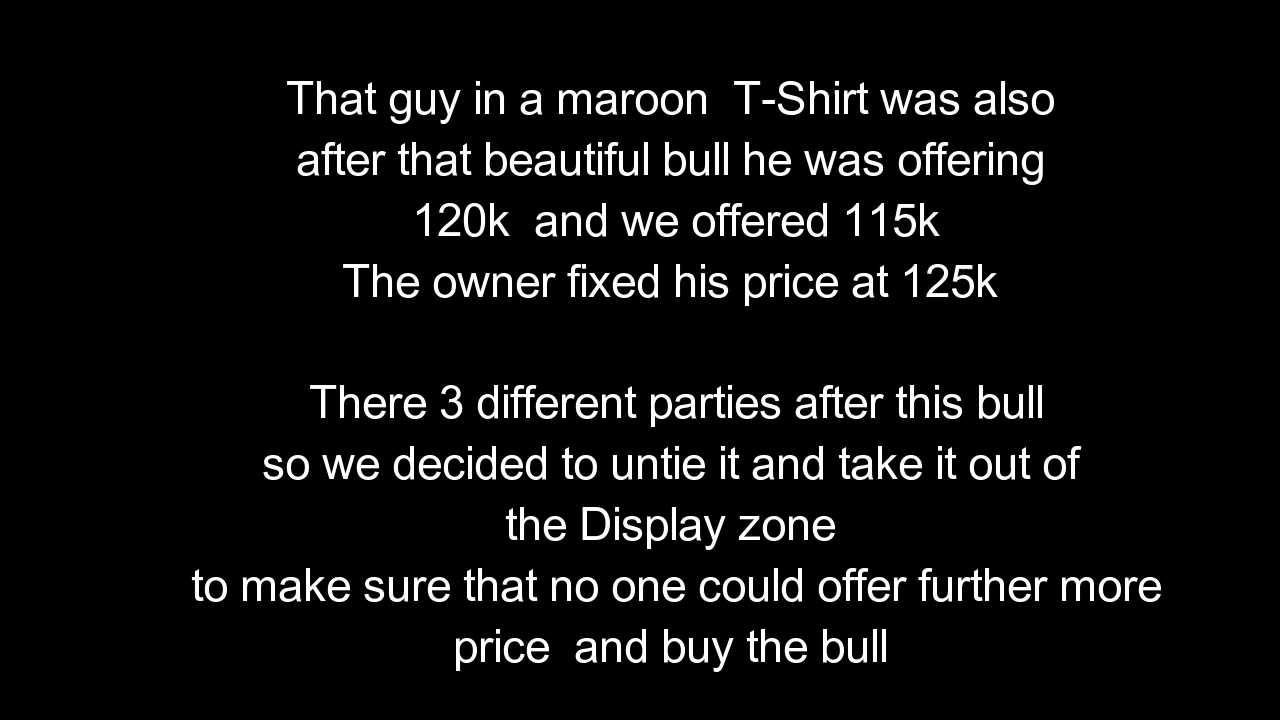 That guy in a maroon  T-Shirt was also
after that beautiful bull he was offering
120k  and we offered 115k
The owner fixed his price at 125k
There 3 different parties after this bull
so we decided to untie it and take it out of
the Display zone
to make sure that no one could offer further more
price  and buy the bull